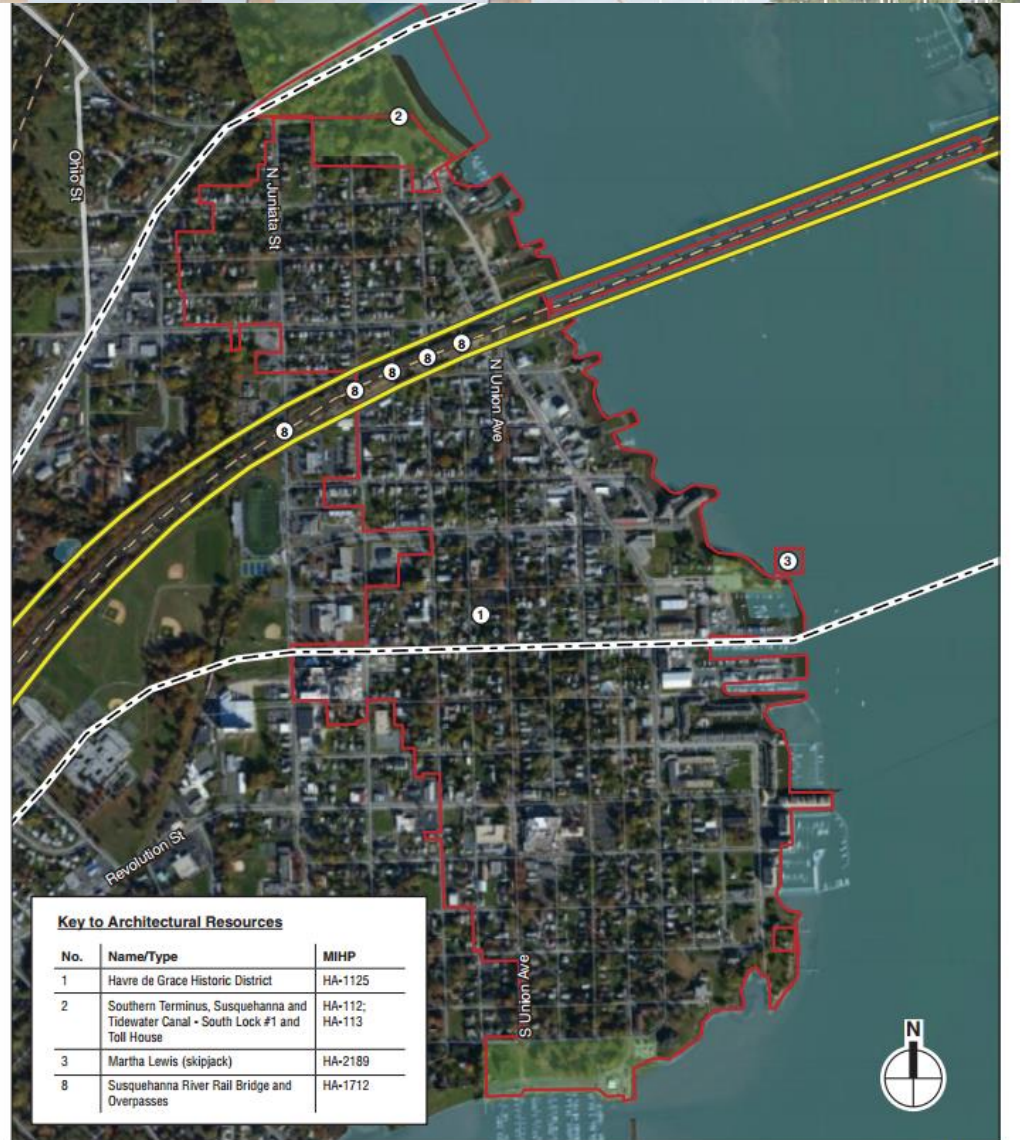 2
Ohio St
N Juniata St
8
8
8
8
8
N Union Ave
3
1
Revolution St
S Union Ave
N
Key to Architectural Resources
No. Name/Type MIHP
1 Havre de Grace Historic District HA-1125
2 Southern Terminus, Susquehanna and HA-112;
Tidewater Canal - South Lock #1 and HA-113
Toll House
3 Martha Lewis (skipjack) HA-2189
8 Susquehanna River Rail Bridge and HA-1712
Overpasses